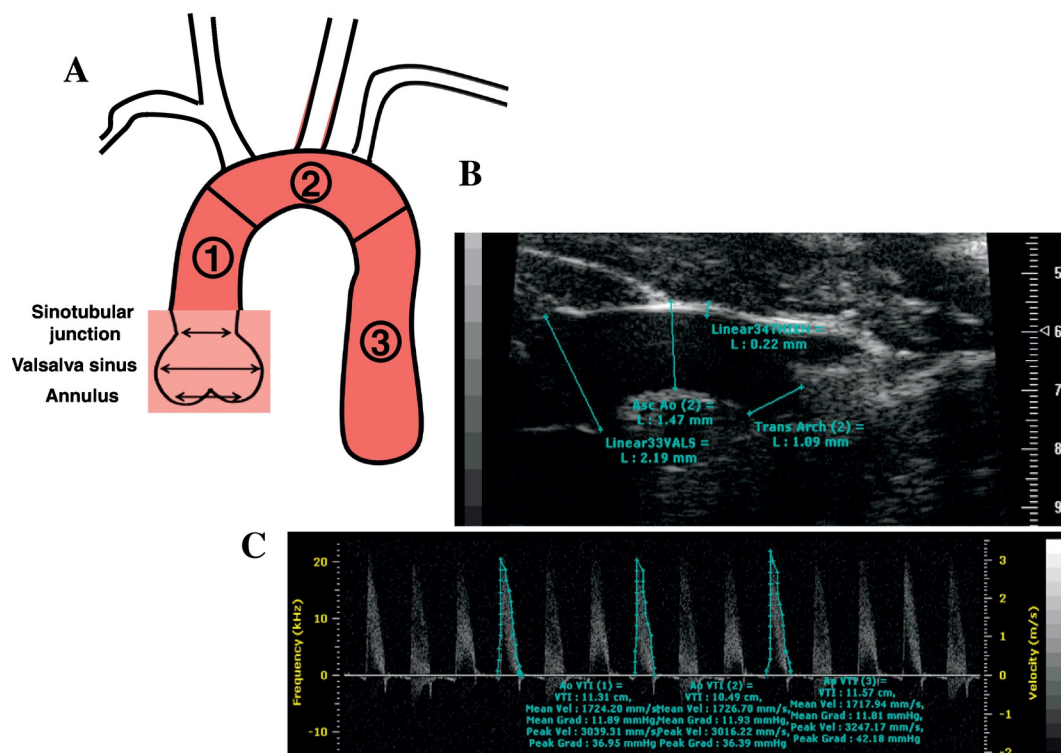 A
①
②
③
Sinotubular
junction
Valsalva sinus
Annulus
B
5
6
7
8
9
Linear34THIEN =
L : 0.22 mm
Asc Ao (2) =
L : 1.47 mm
Trans Arch (2) =
L : 1.09 mm
Linear33VALS =
L : 2.19 mm
C
Frequency (kHz)
20
10
0
-10
Ao VTI (1) =
VTI : 11.31 cm,
Mean Vel : 1724.20 mm/s,
Mean Grad : 11.89 mmHg,
Peak Vel : 3039.31 mm/s,
Peak Grad : 36.95 mmHg
Ao VTI (2) =
VTI : 10.49 cm,
Mean Vel : 1726.70 mm/s,
Mean Grad : 11.93 mmHg,
Peak Vel : 3016.22 mm/s,
Peak Grad : 36.39 mmHg
Ao VTI (3) =
VTI : 11.57 cm,
Mean Vel : 1717.94 mm/s,
Mean Grad : 11.81 mmHg,
Peak Vel : 3247.17 mm/s,
Peak Grad : 42.18 mmHg
3
2
1
0
-1
-2
Velocity (m/s)